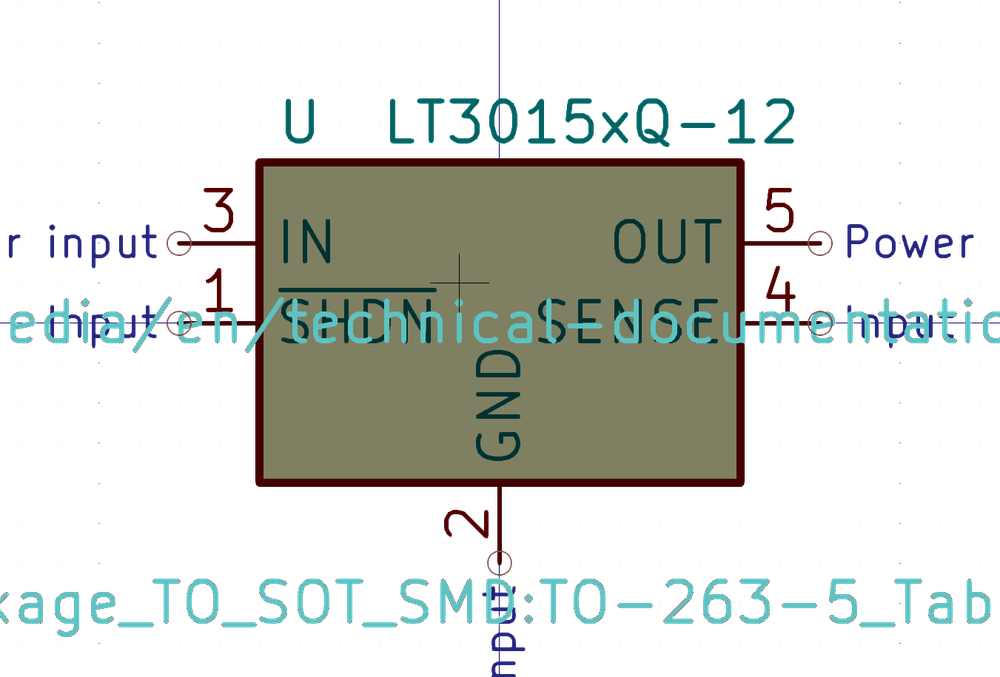 U LT3015xQ-12
3 5
r input IN OUT Power
1 4
Input SHDN SENSE Input
edia/en/technical-documentatio
GND
2
kage_TO_SOT_SMD:TO-263-5_Tab
nput